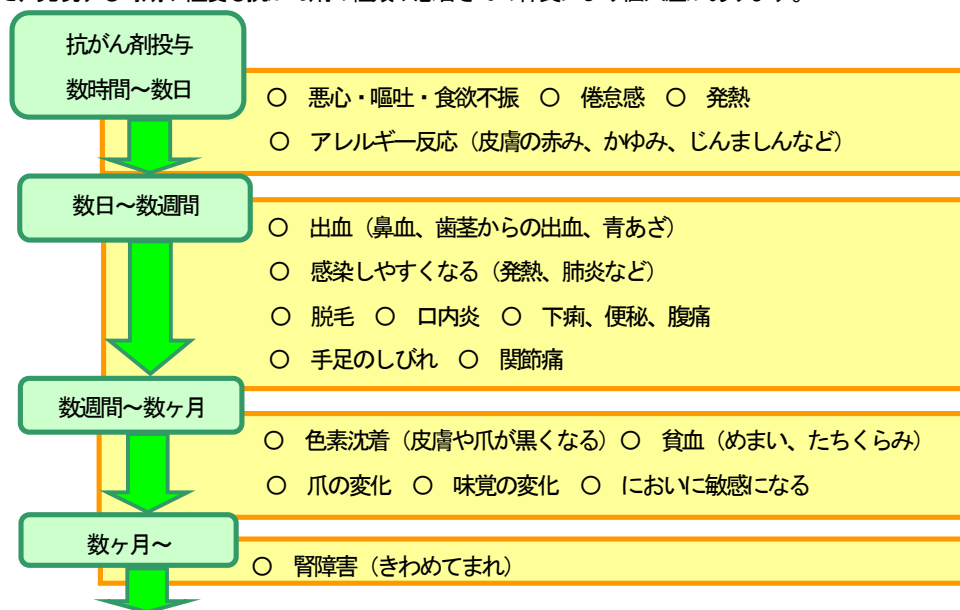 抗がん剤投与
数時間～数日
○ 悪心・嘔吐・食欲不振 ○ 倦怠感 ○ 発熱
○ アレルギー反応（皮膚の赤み、かゆみ、じんましんなど）
数日～数週間
○ 出血（鼻血、歯茎からの出血、青あざ）
○ 感染しやすくなる（発熱、肺炎など）
○ 脱毛 ○ 口内炎 ○ 下痢、便秘、腹痛
○ 手足のしびれ ○ 関節痛
数週間～数ヶ月
○ 色素沈着（皮膚や爪が黒くなる）○ 貧血（めまい、たちくらみ）
○ 爪の変化 ○ 味覚の変化 ○ においに敏感になる
数ヶ月～
○ 腎障害（きわめてまれ）